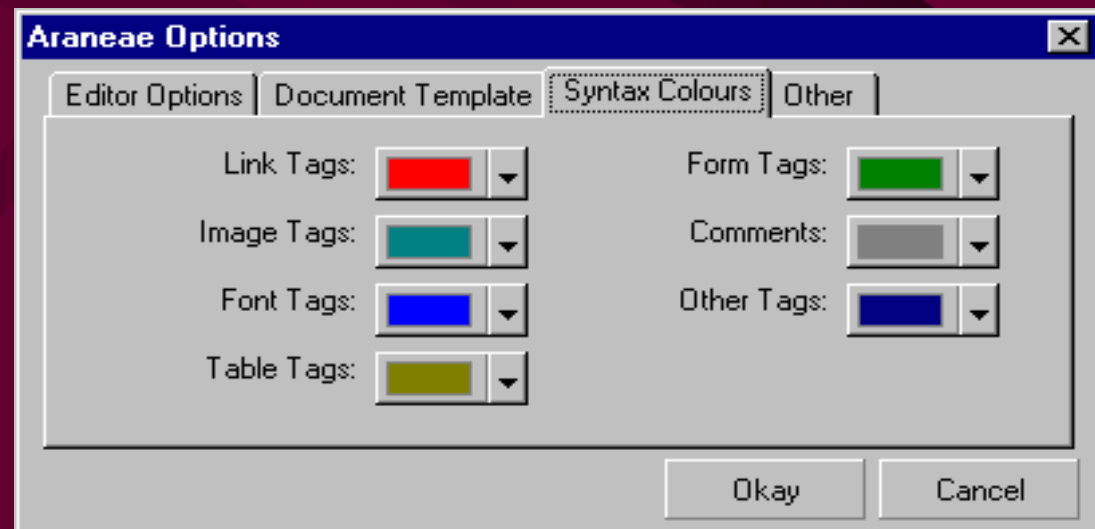 Araneae Options
Editor Options Document Template Syntax Colours Other
Link Tags: Form Tags:
Image Tags: Comments:
Font Tags: Other Tags:
Table Tags:
Okay Cancel